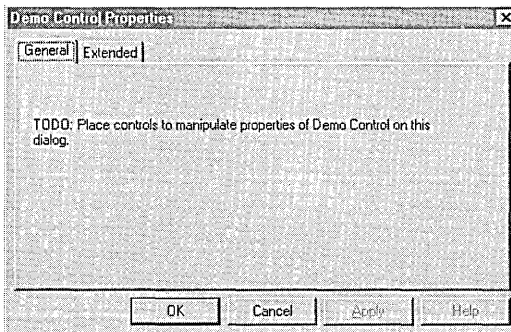 Demo Control Properties
General Extended
TODO: Place controls to manipulate properties of Demo Control on this
dialog.
OK Cancel Apply Help